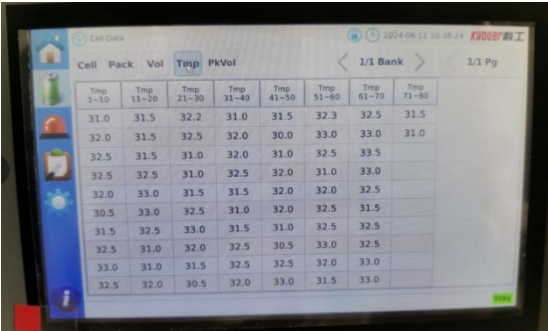 Cell Data 2024-06-12 10:38:24 科工
Cell Pack Vol Tmp PkVol 1/1 Bank 1/1 Pg
Tmp 1~10 Tmp 11~20 Tmp 21~30 Tmp 31~40 Tmp 41~50 Tmp 51~60 Tmp 61~70 Tmp 71~80
31.0 31.5 32.2 31.0 31.5 32.3 32.5 31.5
32.0 31.5 32.5 32.0 30.0 33.0 33.0 31.0
32.5 31.5 31.0 32.0 31.0 32.5 33.5
32.5 32.5 31.0 32.5 32.0 31.0 33.0
32.0 33.0 31.5 31.5 32.0 32.0 32.5
30.5 33.0 32.5 31.0 32.0 32.5 31.5
31.5 32.5 33.0 31.5 31.0 32.5 32.5
32.5 31.0 32.0 32.5 30.5 33.0 32.5
33.0 31.0 31.5 32.5 32.5 32.0 33.0
32.5 32.0 30.5 32.0 33.0 31.5 33.0